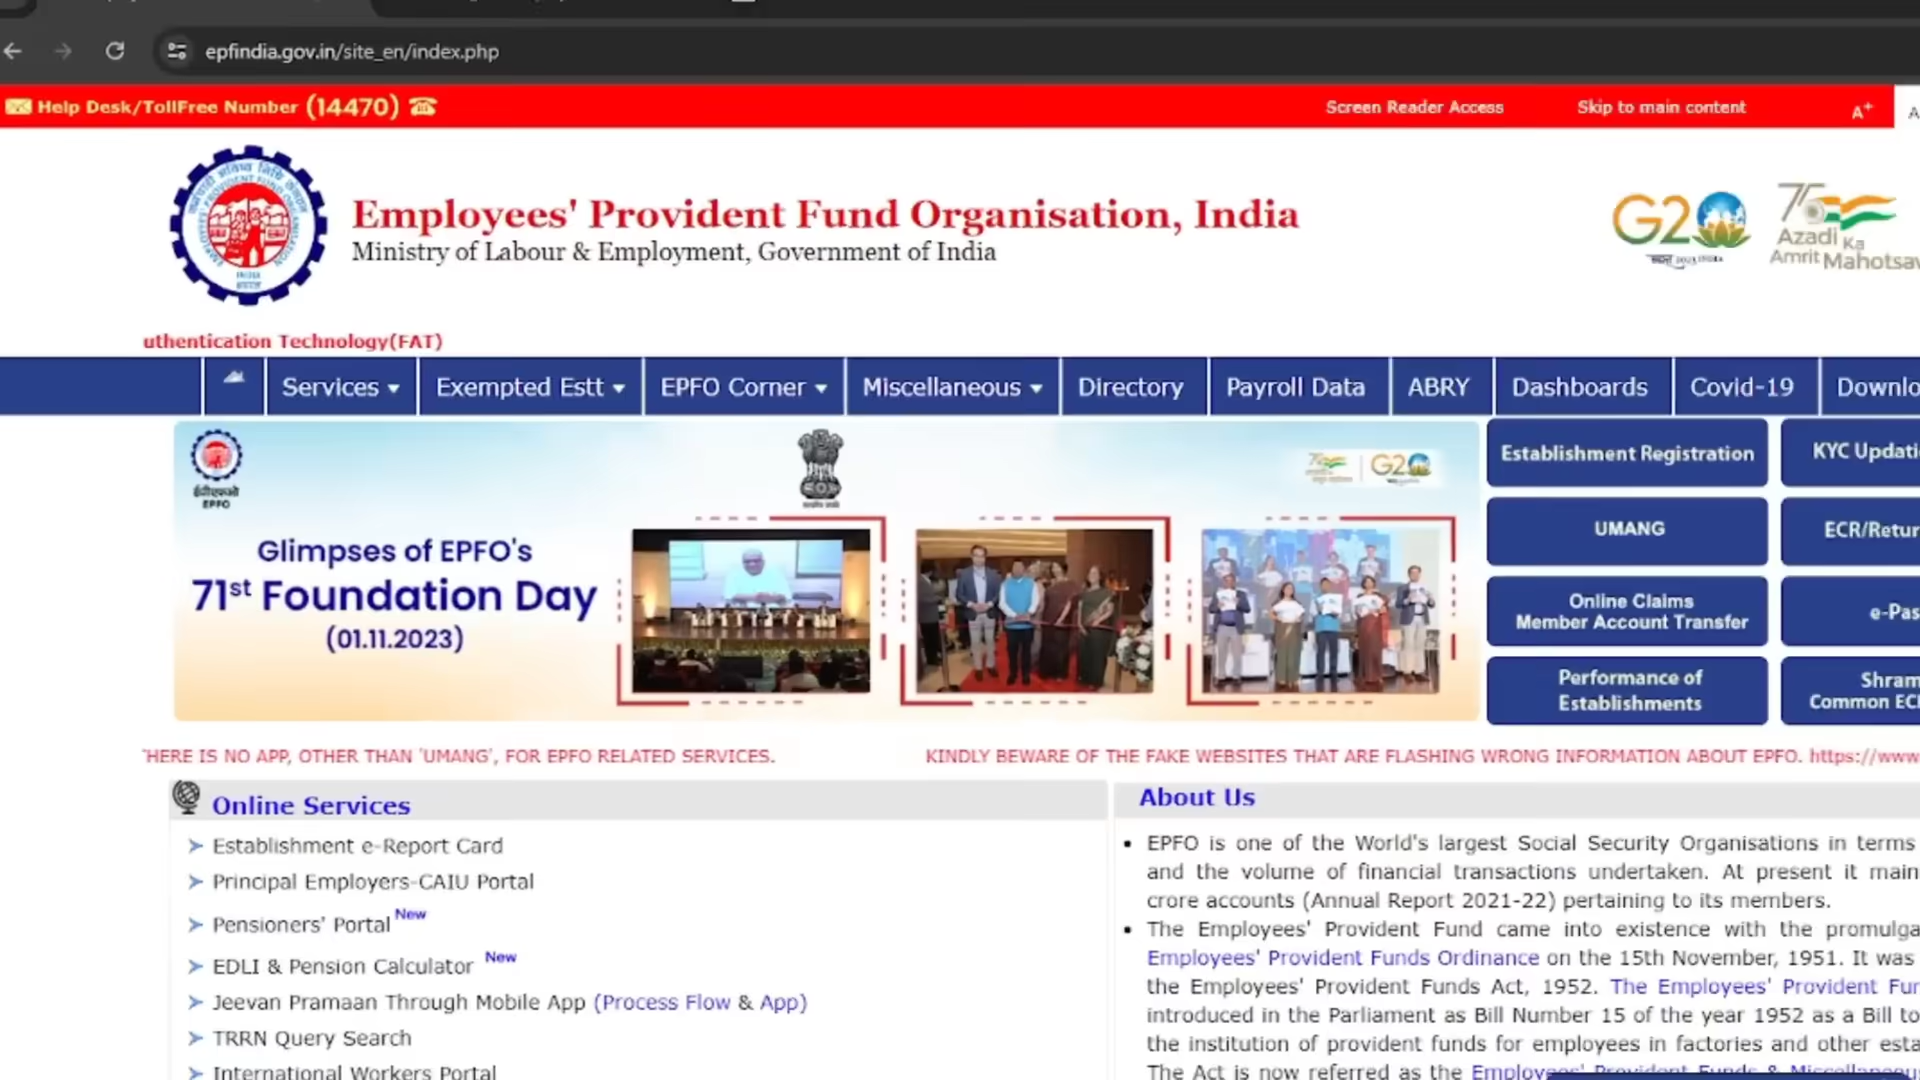 epfindia.gov.in/site_en/index.php
Help Desk/TollFree Number (14470)
Screen Reader Access
Skip to main content
A+
A
Employees' Provident Fund Organisation, India
Ministry of Labour & Employment, Government of India
G20
75
Azadi Ka
Amrit Mahotsav
uthentication Technology(FAT)
Services
Exempted Estt
EPFO Corner
Miscellaneous
Directory
Payroll Data
ABRY
Dashboards
Covid-19
Downlo
ईपीएफओ
EPFO
G20
Glimpses of EPFO's
71st Foundation Day
(01.11.2023)
Establishment Registration
KYC Updati
UMANG
ECR/Retur
Online Claims
Member Account Transfer
e-Pas
Performance of
Establishments
Shram
Common ECR
HERE IS NO APP, OTHER THAN 'UMANG', FOR EPFO RELATED SERVICES.
KINDLY BEWARE OF THE FAKE WEBSITES THAT ARE FLASHING WRONG INFORMATION ABOUT EPFO. https://www
Online Services
Establishment e-Report Card
Principal Employers-CAIU Portal
Pensioners' Portal New
EDLI & Pension Calculator New
Jeevan Pramaan Through Mobile App (Process Flow & App)
TRRN Query Search
International Workers Portal
About Us
EPFO is one of the World's largest Social Security Organisations in terms
and the volume of financial transactions undertaken. At present it main
crore accounts (Annual Report 2021-22) pertaining to its members.
The Employees' Provident Fund came into existence with the promulga
Employees' Provident Funds Ordinance on the 15th November, 1951. It was
the Employees' Provident Funds Act, 1952. The Employees' Provident Fun
introduced in the Parliament as Bill Number 15 of the year 1952 as a Bill to
the institution of provident funds for employees in factories and other esta
The Act is now referred as the Employees' Provident Funds & Miscellaneous